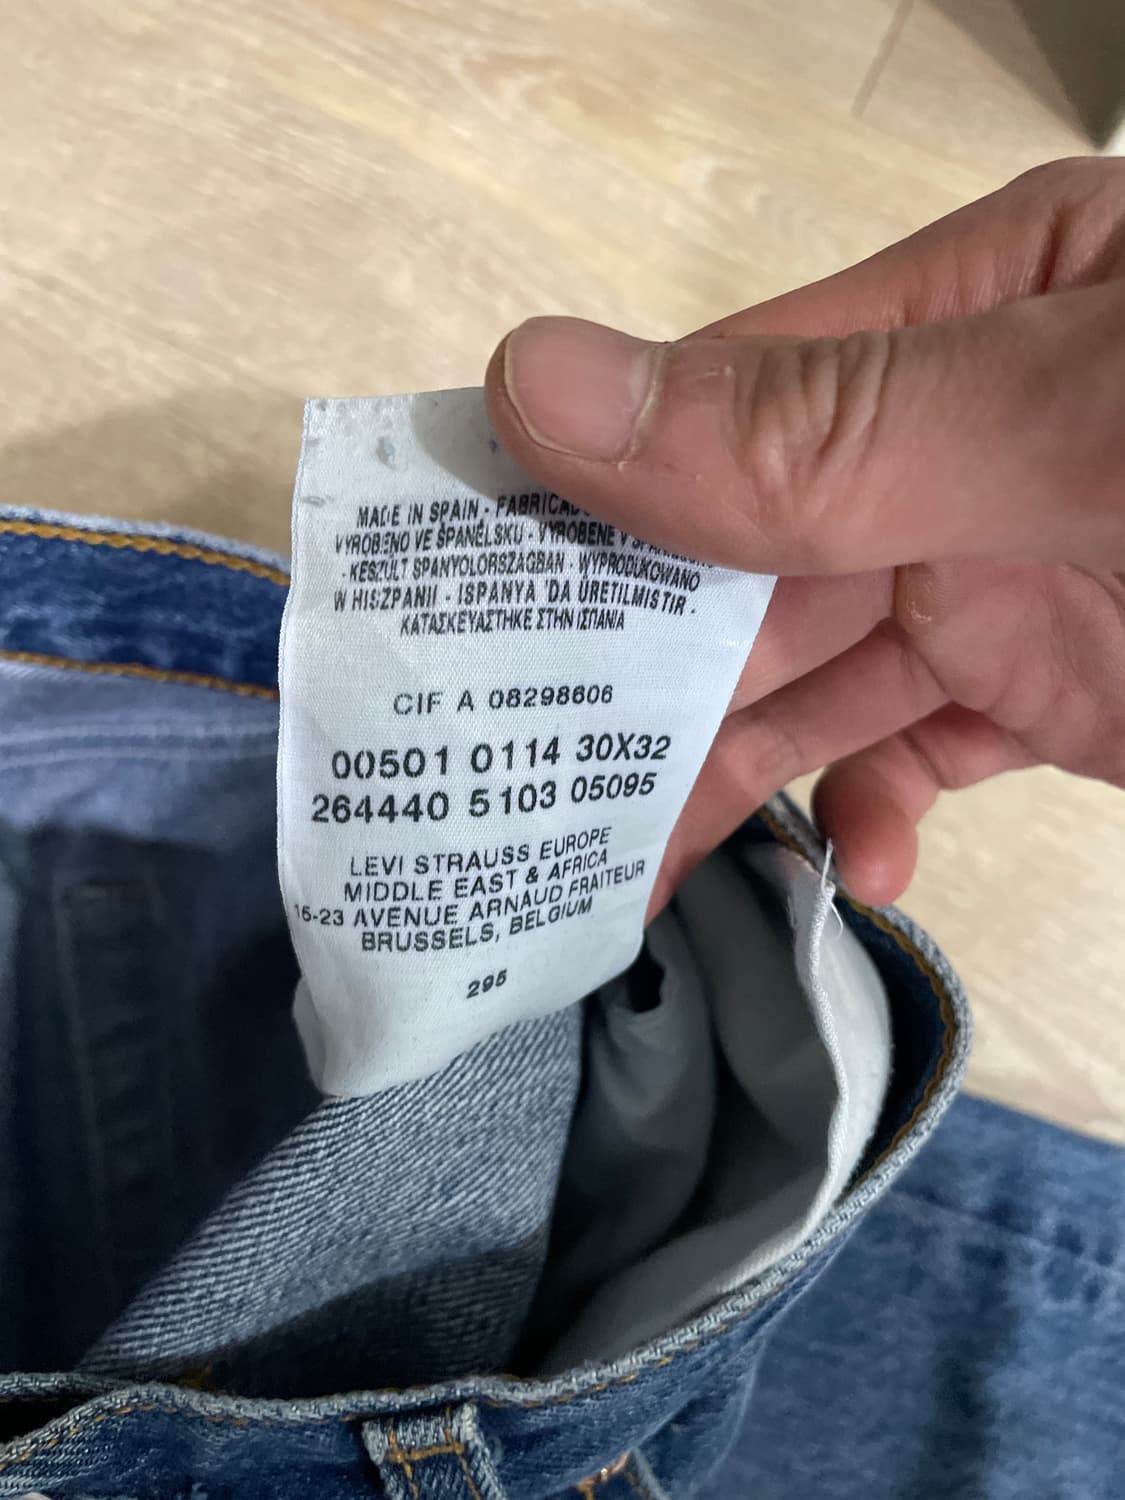 MADE IN SPAIN - FABRICADO
VYROBENO VE ŠPANĚLSKU - VYROBENÉ V
- KESZÜLT SPANYOLORSZAGBAN - WYPRODUKOWANO
W HISZPANII - ISPANYA 'DA ÜRETILMISTIR -
ΚΑΤΑΣΚΕΥΑΣΤΗΚΕ ΣΤΗΝ ΙΣΠΑΝΙΑ
CIF A 08298606
00501 0114 30X32
264440 5103 05095
LEVI STRAUSS EUROPE
MIDDLE EAST & AFRICA
15-23 AVENUE ARNAUD FRAITEUR
BRUSSELS, BELGIUM
295